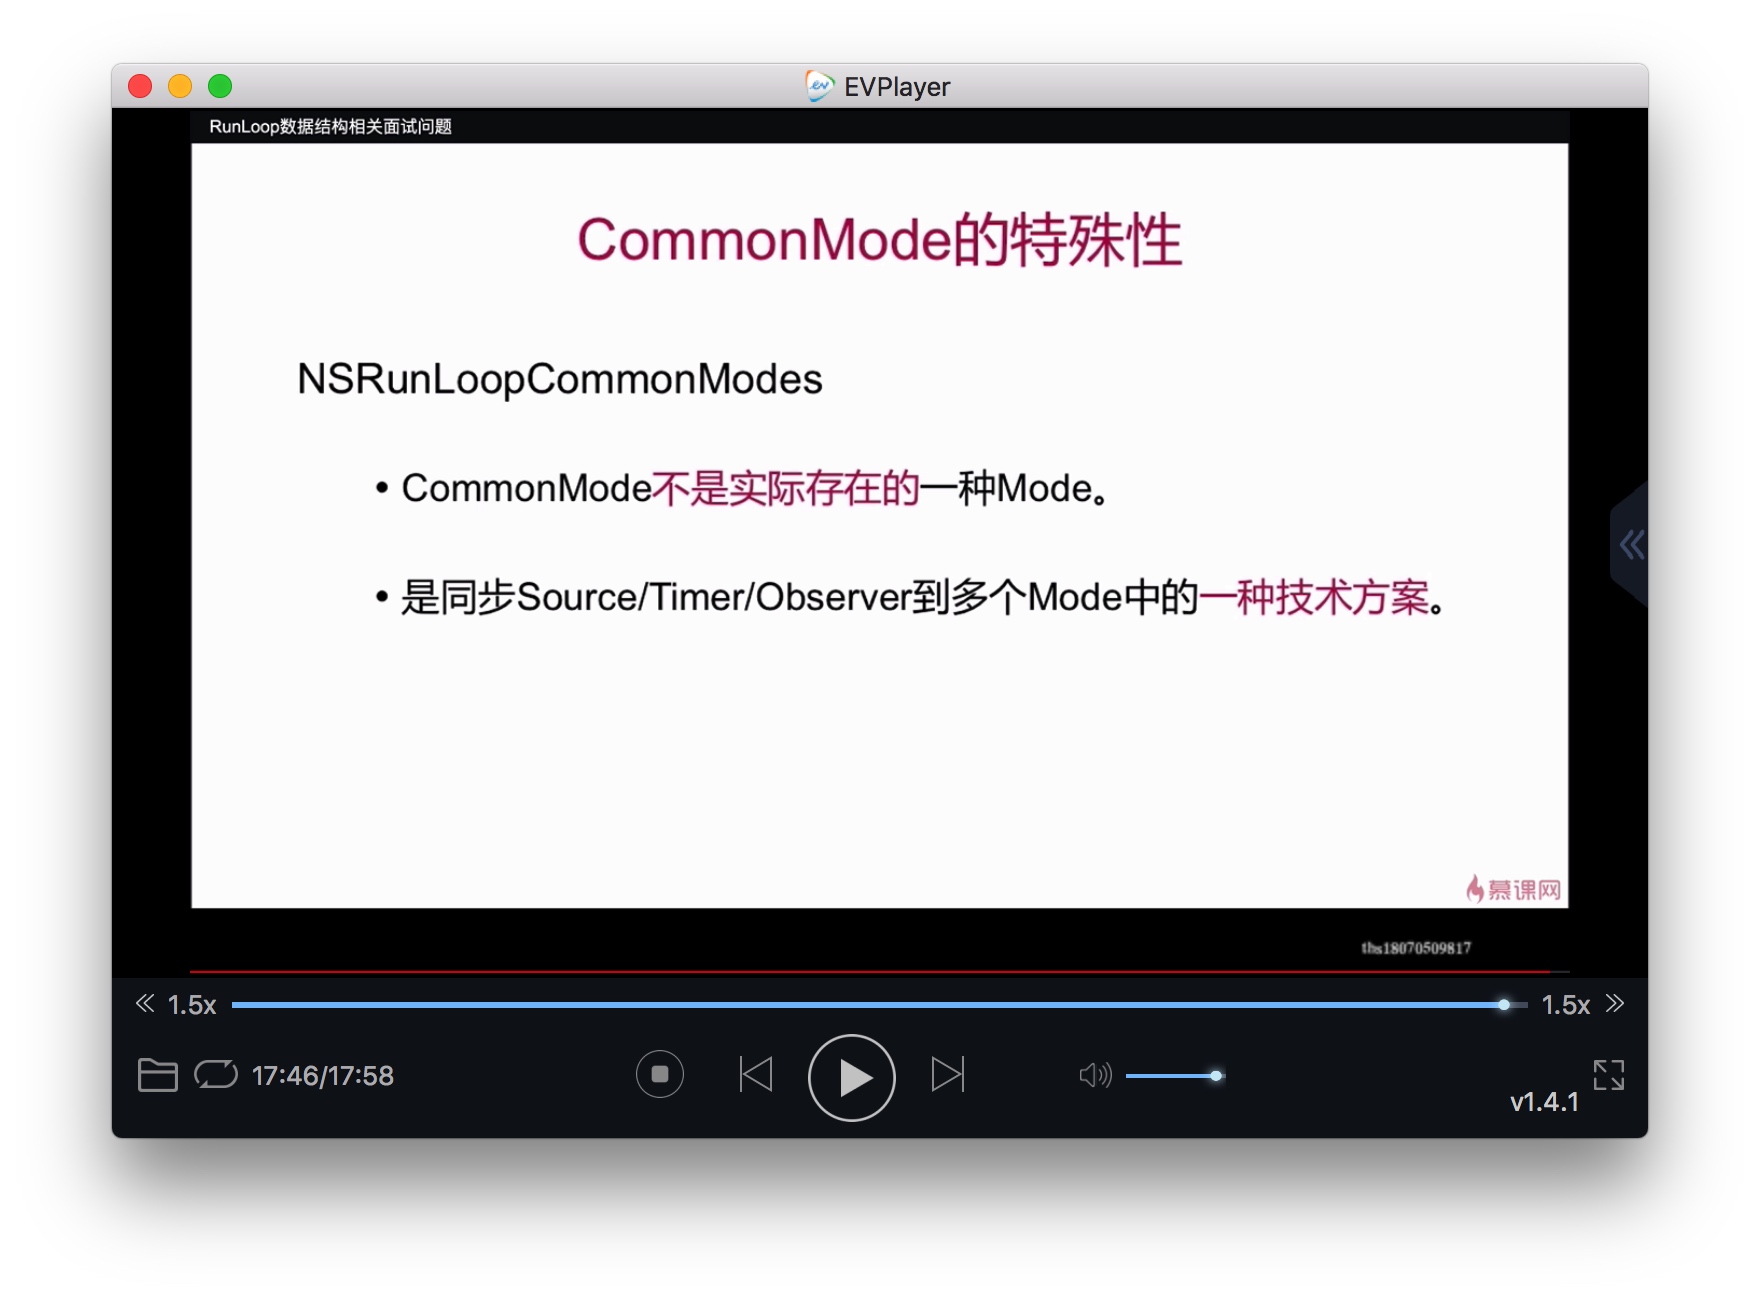 EVPlayer
RunLoop数据结构相关面试问题
CommonMode的特殊性
NSRunLoopCommonModes
• CommonMode不是实际存在的一种Mode。
• 是同步Source/Timer/Observer到多个Mode中的一种技术方案。
慕课网
ths18070509817
1.5x
1.5x
17:46/17:58
v1.4.1